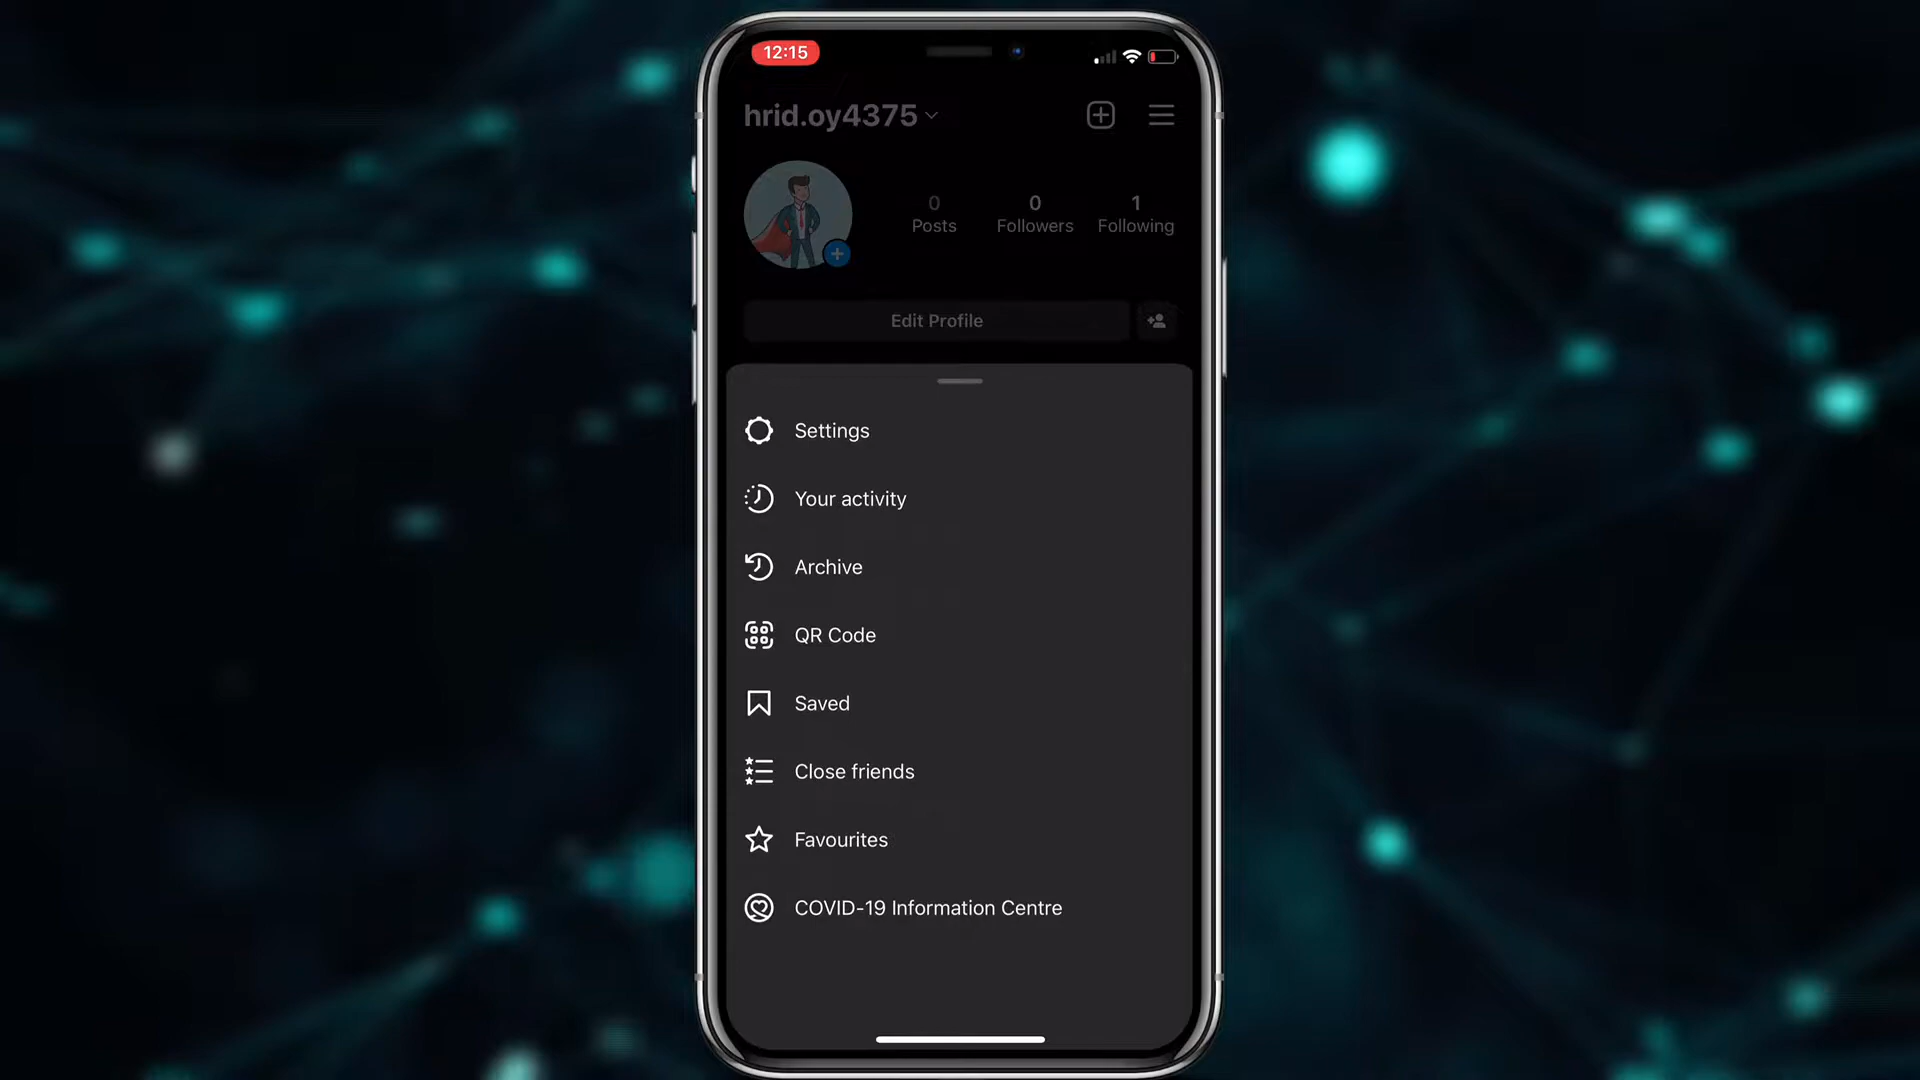 12:15
hrid.oy4375
0 0 1
Posts Followers Following
Edit Profile
Settings
Your activity
Archive
QR Code
Saved
Close friends
Favourites
COVID-19 Information Centre